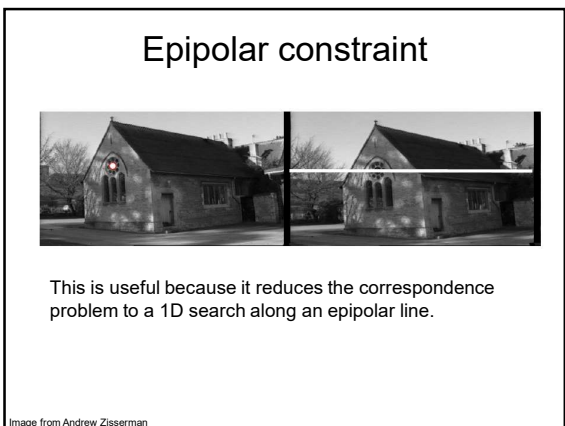 Epipolar constraint
This is useful because it reduces the correspondence
problem to a 1D search along an epipolar line.
Image from Andrew Zisserman